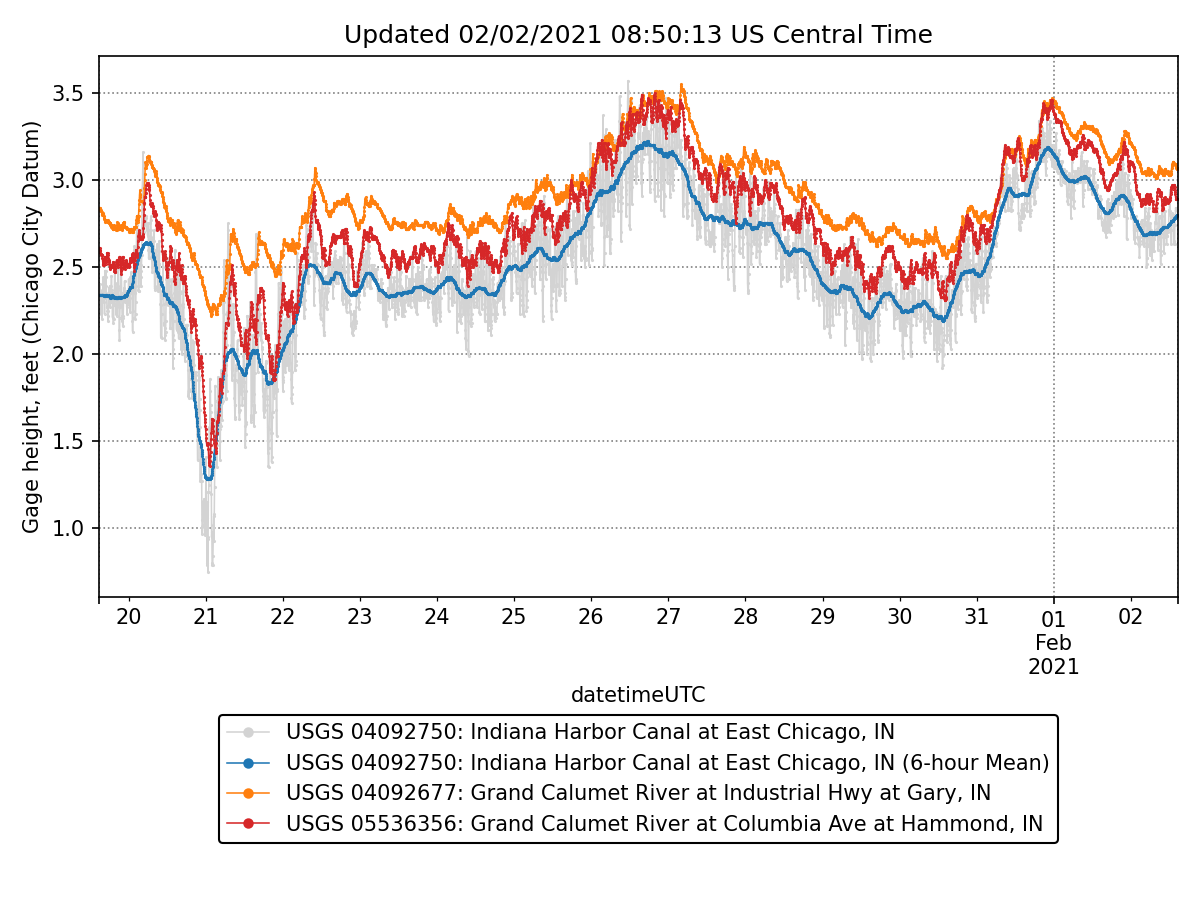 Updated 02/02/2021 08:50:13 US Central Time
Gage height, feet (Chicago City Datum)
3.5
3.0
2.5
2.0
1.5
1.0
20 21 22 23 24 25 26 27 28 29 30 31 01 02
Feb
2021
datetimeUTC
USGS 04092750: Indiana Harbor Canal at East Chicago, IN
USGS 04092750: Indiana Harbor Canal at East Chicago, IN (6-hour Mean)
USGS 04092677: Grand Calumet River at Industrial Hwy at Gary, IN
USGS 05536356: Grand Calumet River at Columbia Ave at Hammond, IN